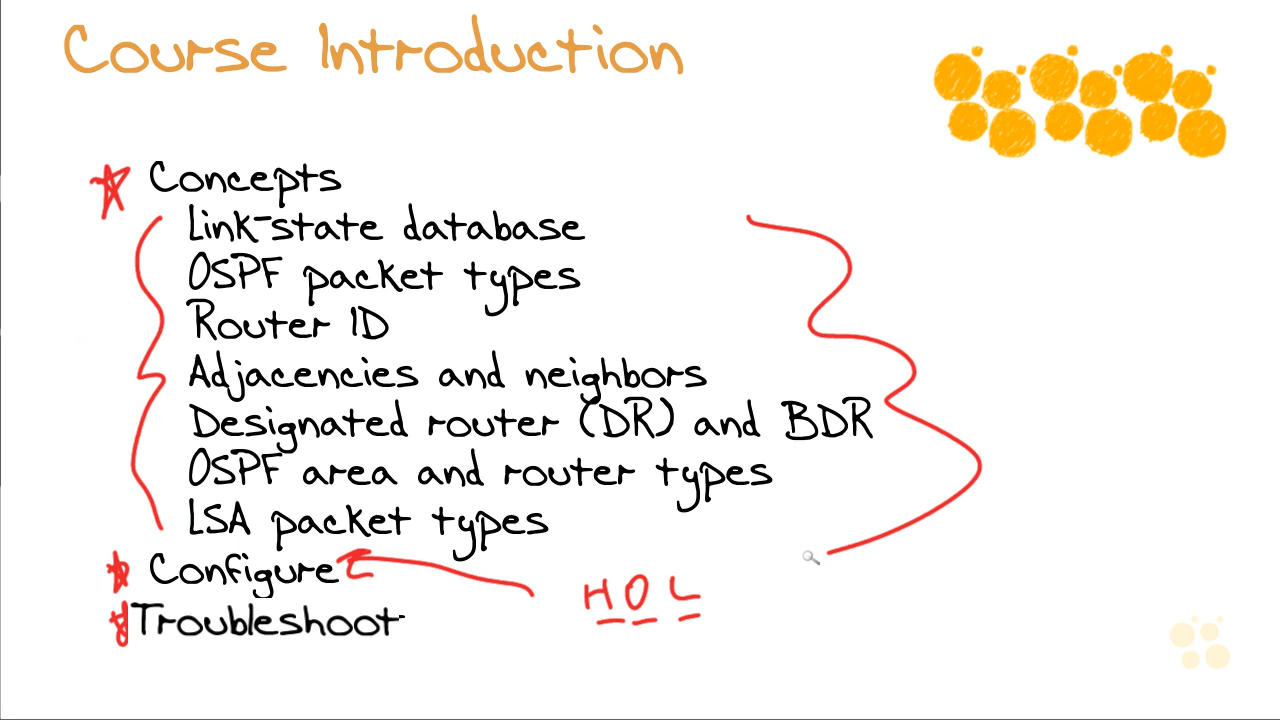 Course Introduction
Concepts
Link-state database
OSPF packet types
Router ID
Adjacencies and neighbors
Designated router (DR) and BDR
OSPF area and router types
LSA packet types
Configure
HOL
Troubleshoot